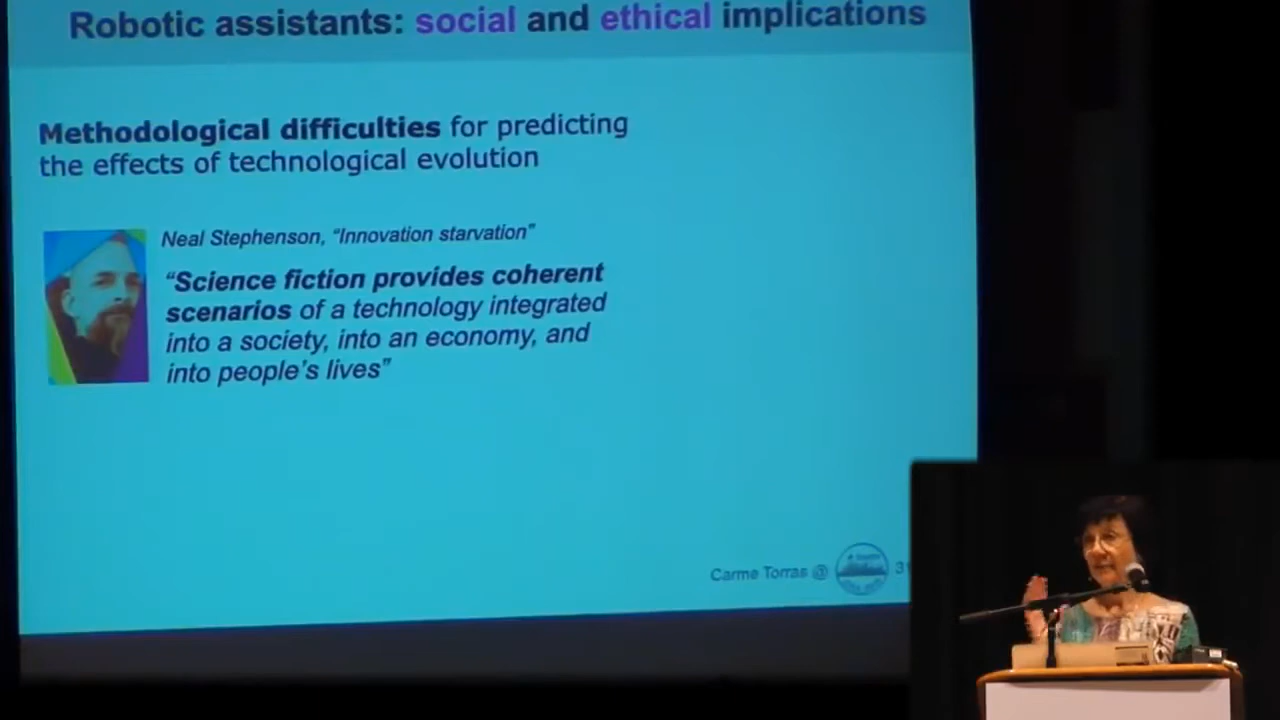 Robotic assistants: social and ethical implications
Methodological difficulties for predicting
the effects of technological evolution
Neal Stephenson, “Innovation starvation”
“Science fiction provides coherent
scenarios of a technology integrated
into a society, into an economy, and
into people’s lives”
Carme Torras @